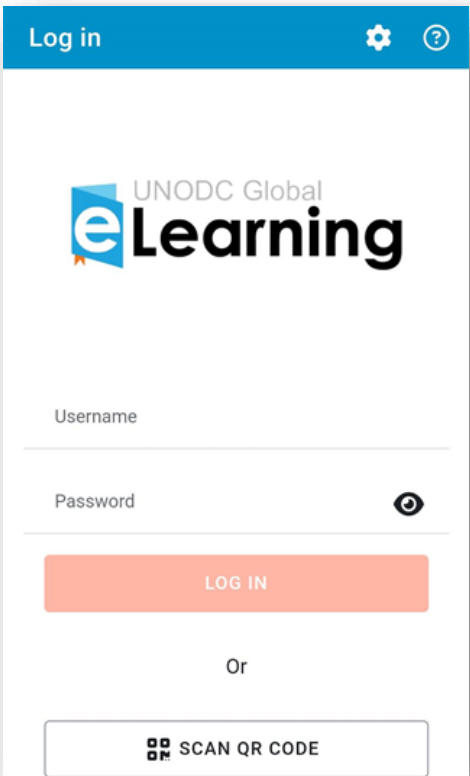 Log in
UNODC Global
eLearning
Username
Password
LOG IN
Or
SCAN QR CODE